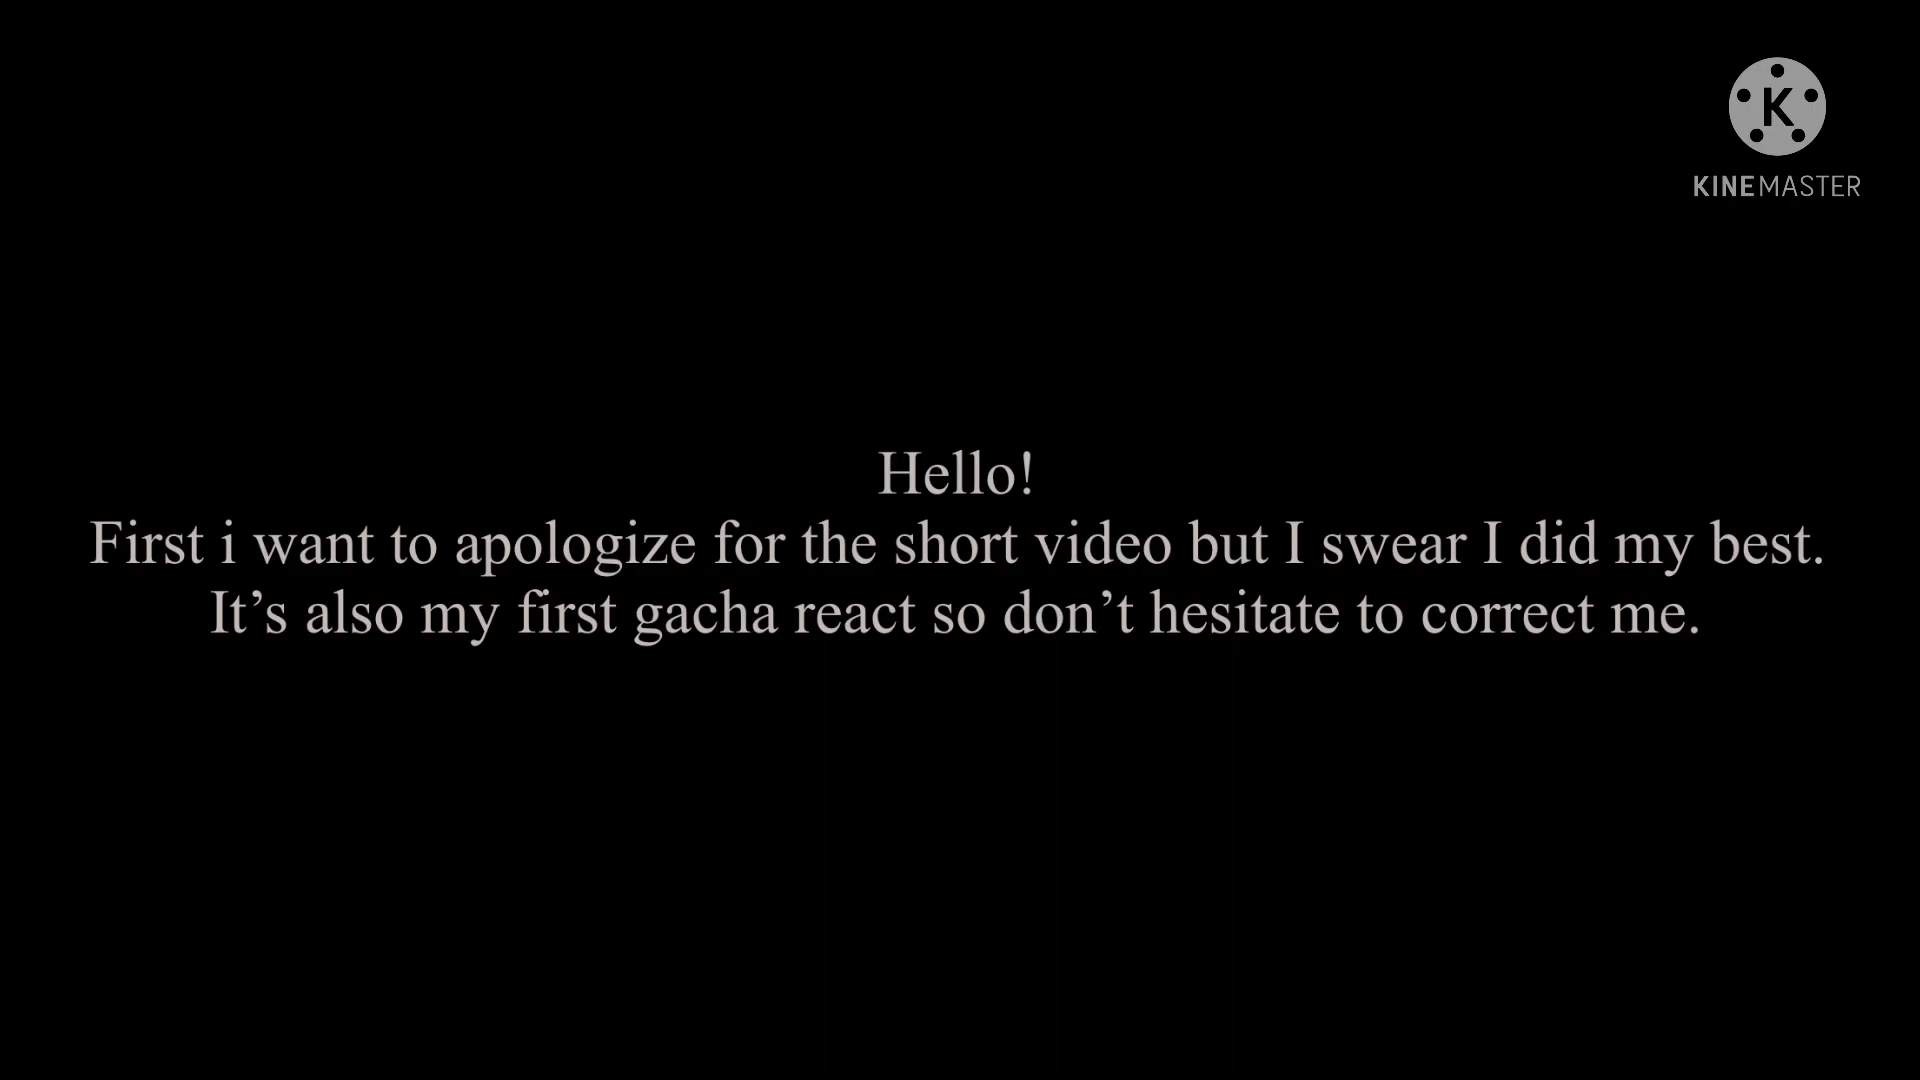 K
KINEMASTER
Hello!
First i want to apologize for the short video but I swear I did my best.
It’s also my first gacha react so don’t hesitate to correct me.